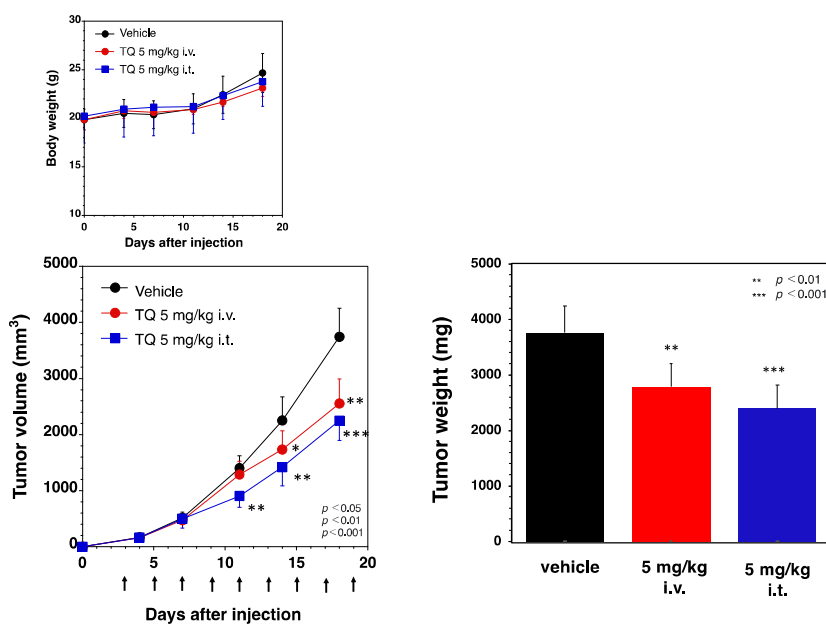 30
25
20
15
10
Body weight (g)
Vehicle
TQ 5 mg/kg i.v.
TQ 5 mg/kg i.t.
0 5 10 15 20
Days after injection
5000
4000
3000
2000
1000
0
Tumor volume (mm³)
Vehicle
TQ 5 mg/kg i.v.
TQ 5 mg/kg i.t.
**
***
*
**
**
p <0.05
p <0.01
p <0.001
0 5 10 15 20
Days after injection
5000
4000
3000
2000
1000
0
Tumor weight (mg)
** p <0.01
*** p <0.001
**
***
vehicle 5 mg/kg i.v. 5 mg/kg i.t.